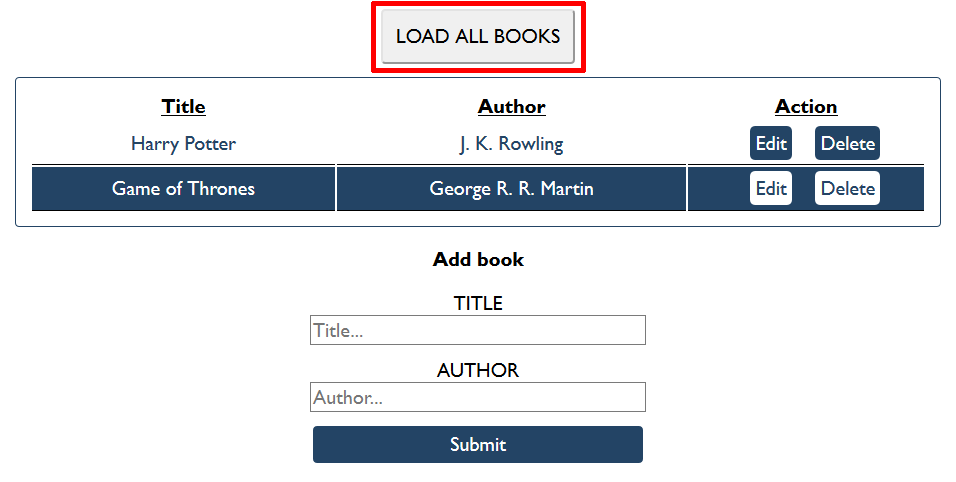 LOAD ALL BOOKS
Title Author Action
Harry Potter J. K. Rowling Edit Delete
Game of Thrones George R. R. Martin Edit Delete
Add book
TITLE
Title...
AUTHOR
Author...
Submit